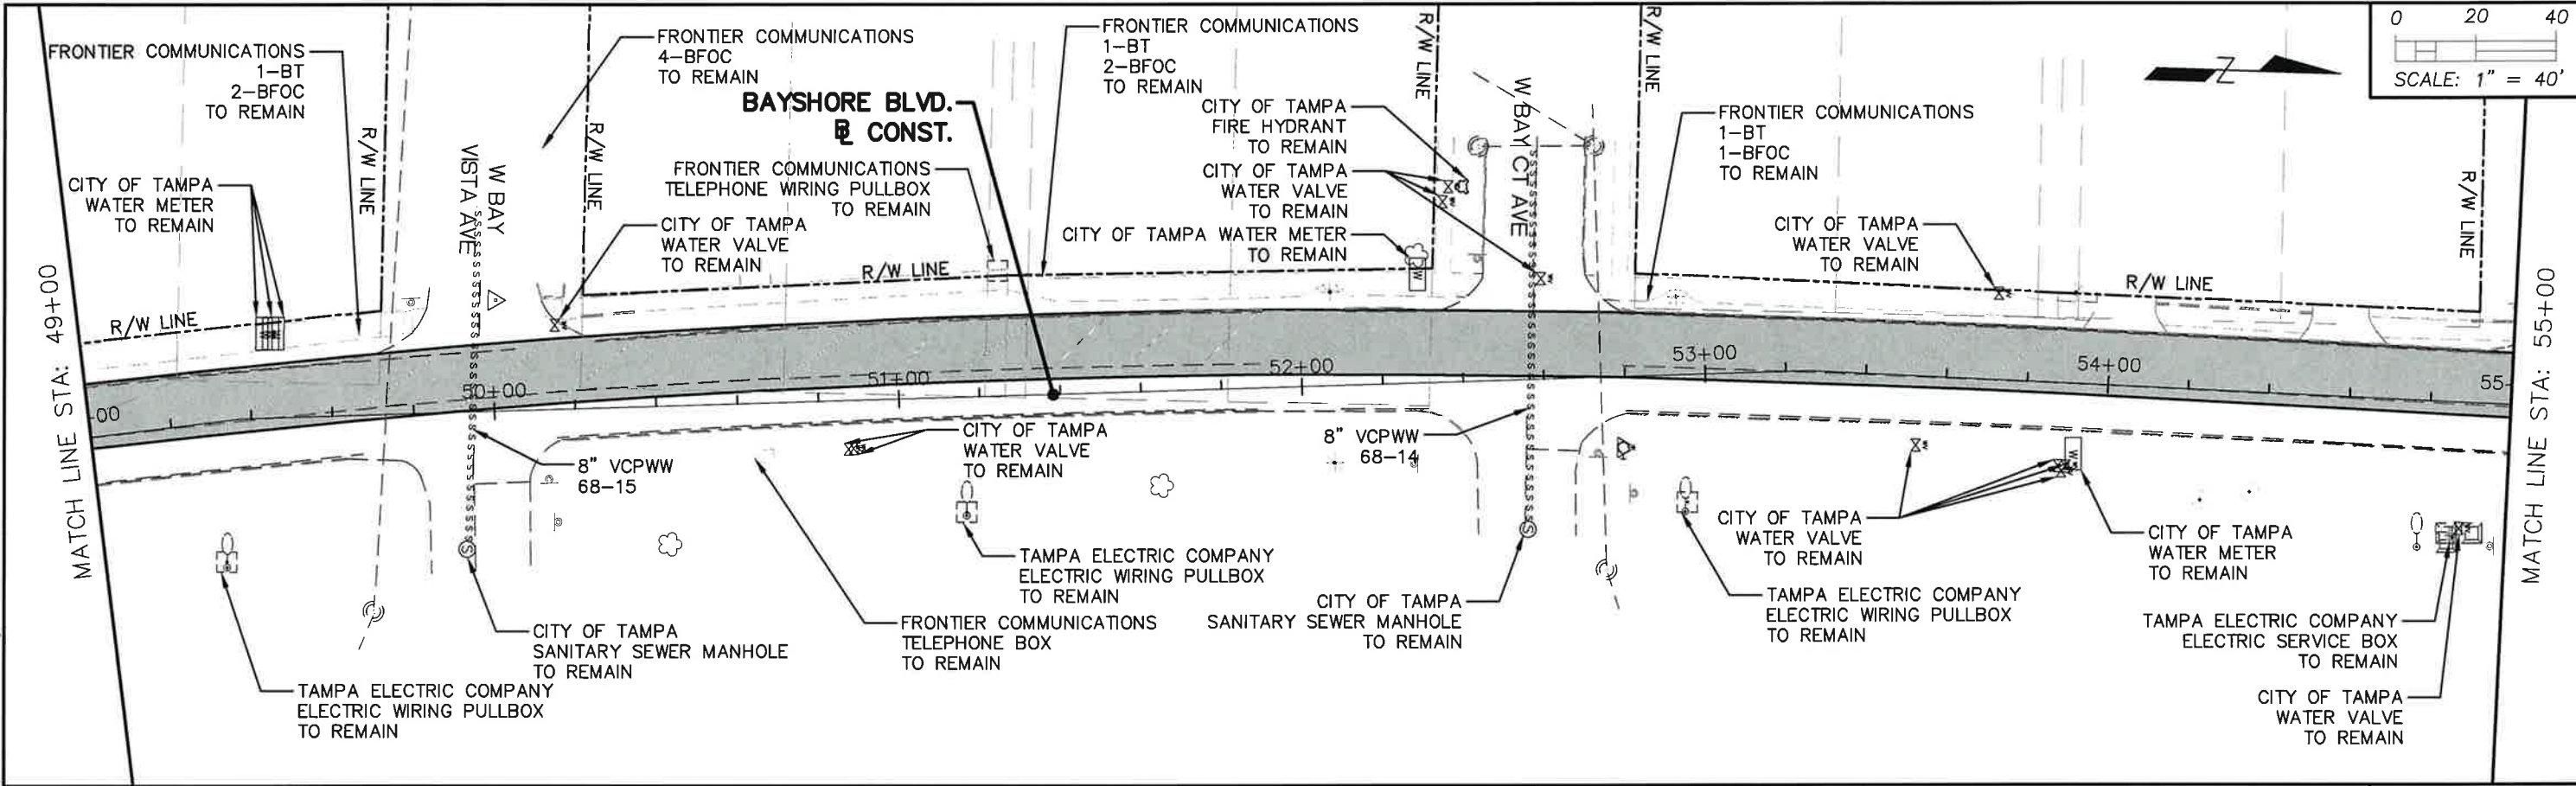 FRONTIER COMMUNICATIONS
1-BT
2-BFOC
TO REMAIN
FRONTIER COMMUNICATIONS
4-BFOC
TO REMAIN
BAYSHORE BLVD.
℄ CONST.
FRONTIER COMMUNICATIONS
1-BT
2-BFOC
TO REMAIN
CITY OF TAMPA
FIRE HYDRANT
TO REMAIN
CITY OF TAMPA
WATER VALVE
TO REMAIN
CITY OF TAMPA WATER METER
TO REMAIN
R/W LINE
W BAY CT AVE
R/W LINE
FRONTIER COMMUNICATIONS
1-BT
1-BFOC
TO REMAIN
Z
0 20 40
SCALE: 1" = 40'
CITY OF TAMPA
WATER METER
TO REMAIN
R/W LINE
W BAY
VISTA AVE
R/W LINE
FRONTIER COMMUNICATIONS
TELEPHONE WIRING PULLBOX
TO REMAIN
CITY OF TAMPA
WATER VALVE
TO REMAIN
CITY OF TAMPA
WATER VALVE
TO REMAIN
R/W LINE
R/W LINE
R/W LINE
R/W LINE
W
MATCH LINE STA: 49+00
00
50+00
51+00
52+00
53+00
54+00
55
MATCH LINE STA: 55+00
8" VCPWW
68-15
CITY OF TAMPA
WATER VALVE
TO REMAIN
8" VCPWW
68-14
W
CITY OF TAMPA
WATER VALVE
TO REMAIN
CITY OF TAMPA
WATER METER
TO REMAIN
TAMPA ELECTRIC COMPANY
ELECTRIC WIRING PULLBOX
TO REMAIN
S
S
CITY OF TAMPA
SANITARY SEWER MANHOLE
TO REMAIN
TAMPA ELECTRIC COMPANY
ELECTRIC WIRING PULLBOX
TO REMAIN
FRONTIER COMMUNICATIONS
TELEPHONE BOX
TO REMAIN
CITY OF TAMPA
SANITARY SEWER MANHOLE
TO REMAIN
TAMPA ELECTRIC COMPANY
ELECTRIC WIRING PULLBOX
TO REMAIN
TAMPA ELECTRIC COMPANY
ELECTRIC SERVICE BOX
TO REMAIN
CITY OF TAMPA
WATER VALVE
TO REMAIN